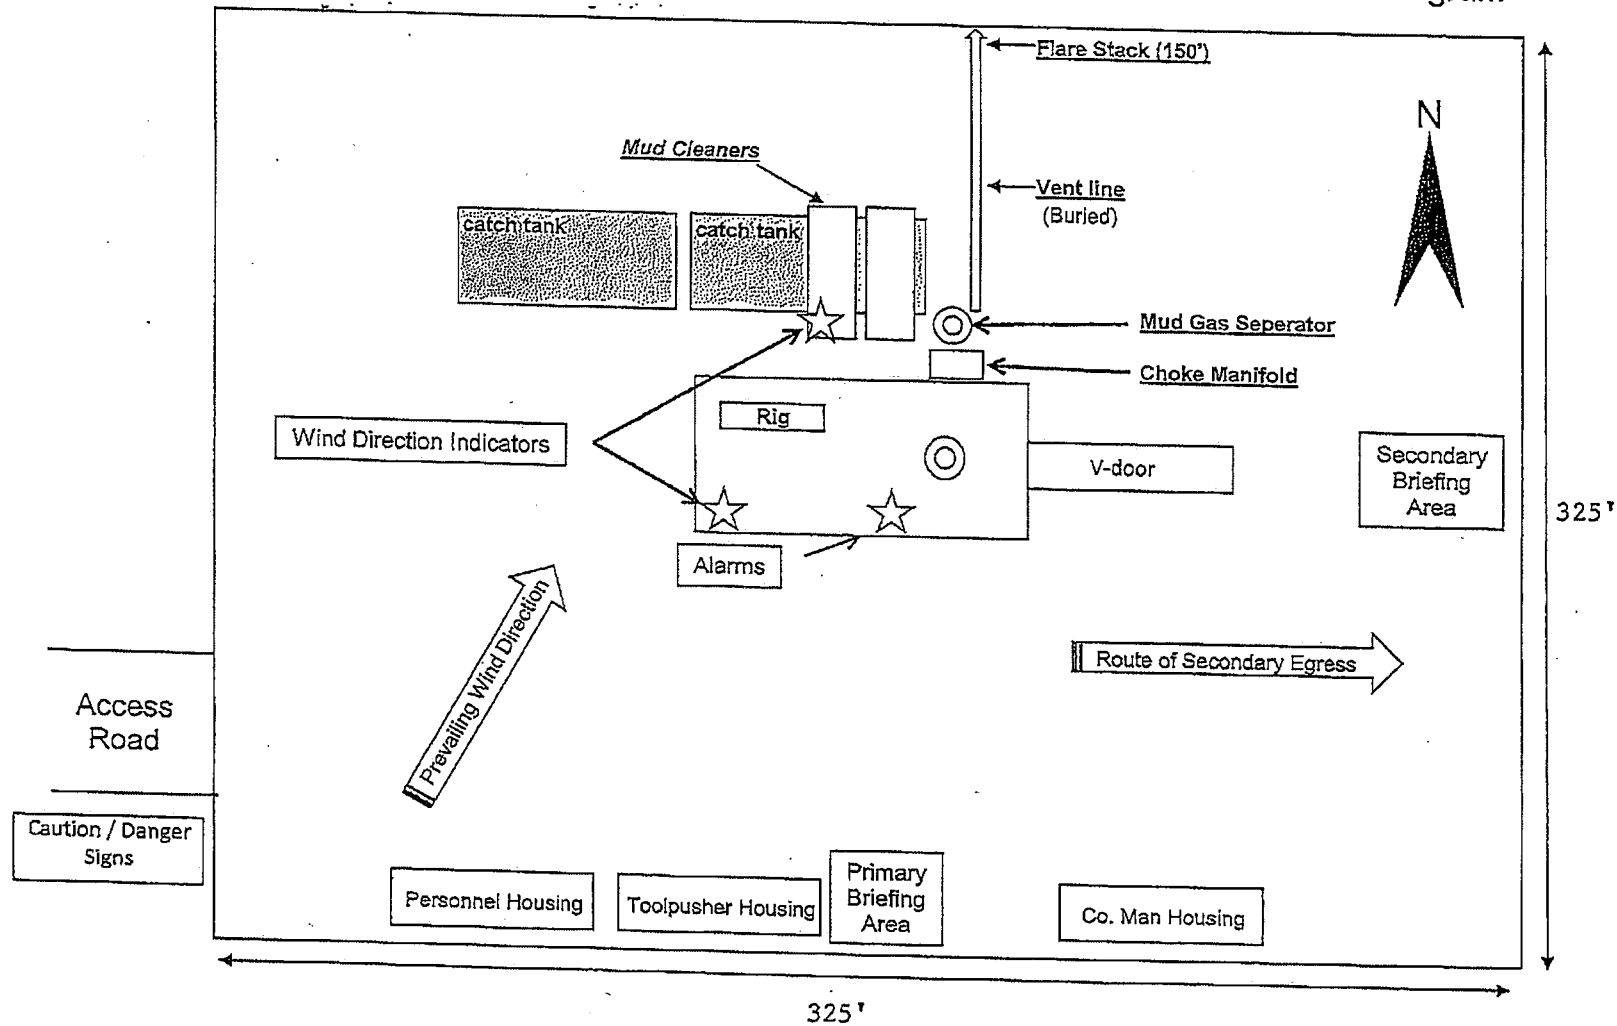 Flare Stack (150')
N
Mud Cleaners
Vent line
(Buried)
catch tank
catch tank
Mud Gas Seperator
Choke Manifold
Rig
Wind Direction Indicators
V-door
Secondary
Briefing
Area
325'
Alarms
Prevailing Wind Direction
Route of Secondary Egress
Access
Road
Caution / Danger
Signs
Personnel Housing
Toolpusher Housing
Primary
Briefing
Area
Co. Man Housing
325'